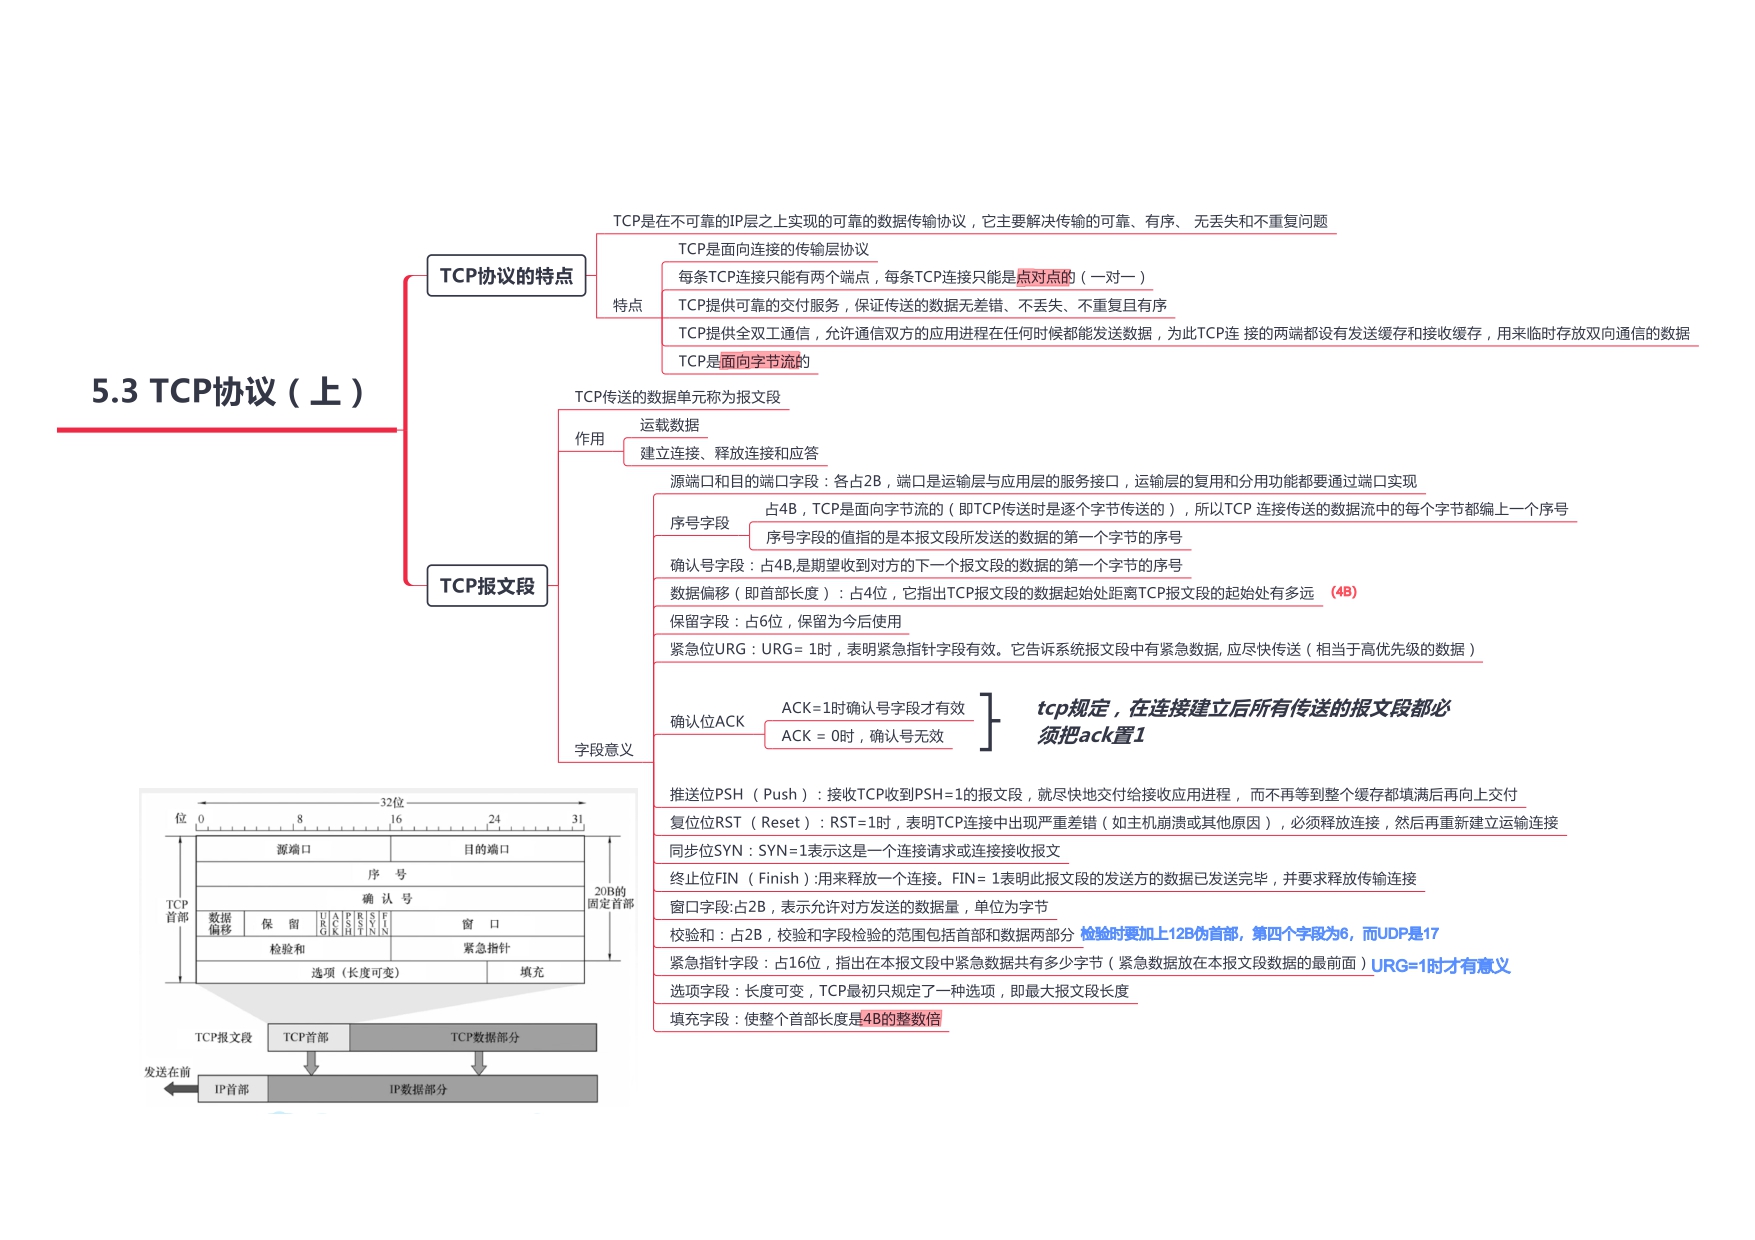 5.3 TCP协议（上）
TCP协议的特点
TCP是在不可靠的IP层之上实现的可靠的数据传输协议，它主要解决传输的可靠、有序、 无丢失和不重复问题
特点
TCP是面向连接的传输层协议
每条TCP连接只能有两个端点，每条TCP连接只能是点对点的（一对一）
TCP提供可靠的交付服务，保证传送的数据无差错、不丢失、不重复且有序
TCP提供全双工通信，允许通信双方的应用进程在任何时候都能发送数据，为此TCP连 接的两端都设有发送缓存和接收缓存，用来临时存放双向通信的数据
TCP是面向字节流的
TCP报文段
TCP传送的数据单元称为报文段
作用
运载数据
建立连接、释放连接和应答
字段意义
源端口和目的端口字段：各占2B，端口是运输层与应用层的服务接口，运输层的复用和分用功能都要通过端口实现
序号字段
占4B，TCP是面向字节流的（即TCP传送时是逐个字节传送的），所以TCP 连接传送的数据流中的每个字节都编上一个序号
序号字段的值指的是本报文段所发送的数据的第一个字节的序号
确认号字段：占4B,是期望收到对方的下一个报文段的数据的第一个字节的序号
数据偏移（即首部长度）：占4位，它指出TCP报文段的数据起始处距离TCP报文段的起始处有多远 (4B)
保留字段：占6位，保留为今后使用
紧急位URG：URG= 1时，表明紧急指针字段有效。它告诉系统报文段中有紧急数据, 应尽快传送（相当于高优先级的数据）
确认位ACK
ACK=1时确认号字段才有效
ACK = 0时，确认号无效
tcp规定，在连接建立后所有传送的报文段都必
须把ack置1
推送位PSH （Push）：接收TCP收到PSH=1的报文段，就尽快地交付给接收应用进程， 而不再等到整个缓存都填满后再向上交付
复位位RST （Reset）：RST=1时，表明TCP连接中出现严重差错（如主机崩溃或其他原因），必须释放连接，然后再重新建立运输连接
同步位SYN：SYN=1表示这是一个连接请求或连接接收报文
终止位FIN （Finish）:用来释放一个连接。FIN= 1表明此报文段的发送方的数据已发送完毕，并要求释放传输连接
窗口字段:占2B，表示允许对方发送的数据量，单位为字节
校验和：占2B，校验和字段检验的范围包括首部和数据两部分 检验时要加上12B伪首部，第四个字段为6，而UDP是17
紧急指针字段：占16位，指出在本报文段中紧急数据共有多少字节（紧急数据放在本报文段数据的最前面） URG=1时才有意义
选项字段：长度可变，TCP最初只规定了一种选项，即最大报文段长度
填充字段：使整个首部长度是4B的整数倍
32位
位 0 8 16 24 31
源端口 目的端口
序 号
确 认 号
TCP
首部
20B的
固定首部
数据
偏移
保 留
URG ACK PSH RST SYN FIN
窗 口
检验和 紧急指针
选项（长度可变） 填充
TCP报文段 TCP首部 TCP数据部分
发送在前
IP首部 IP数据部分